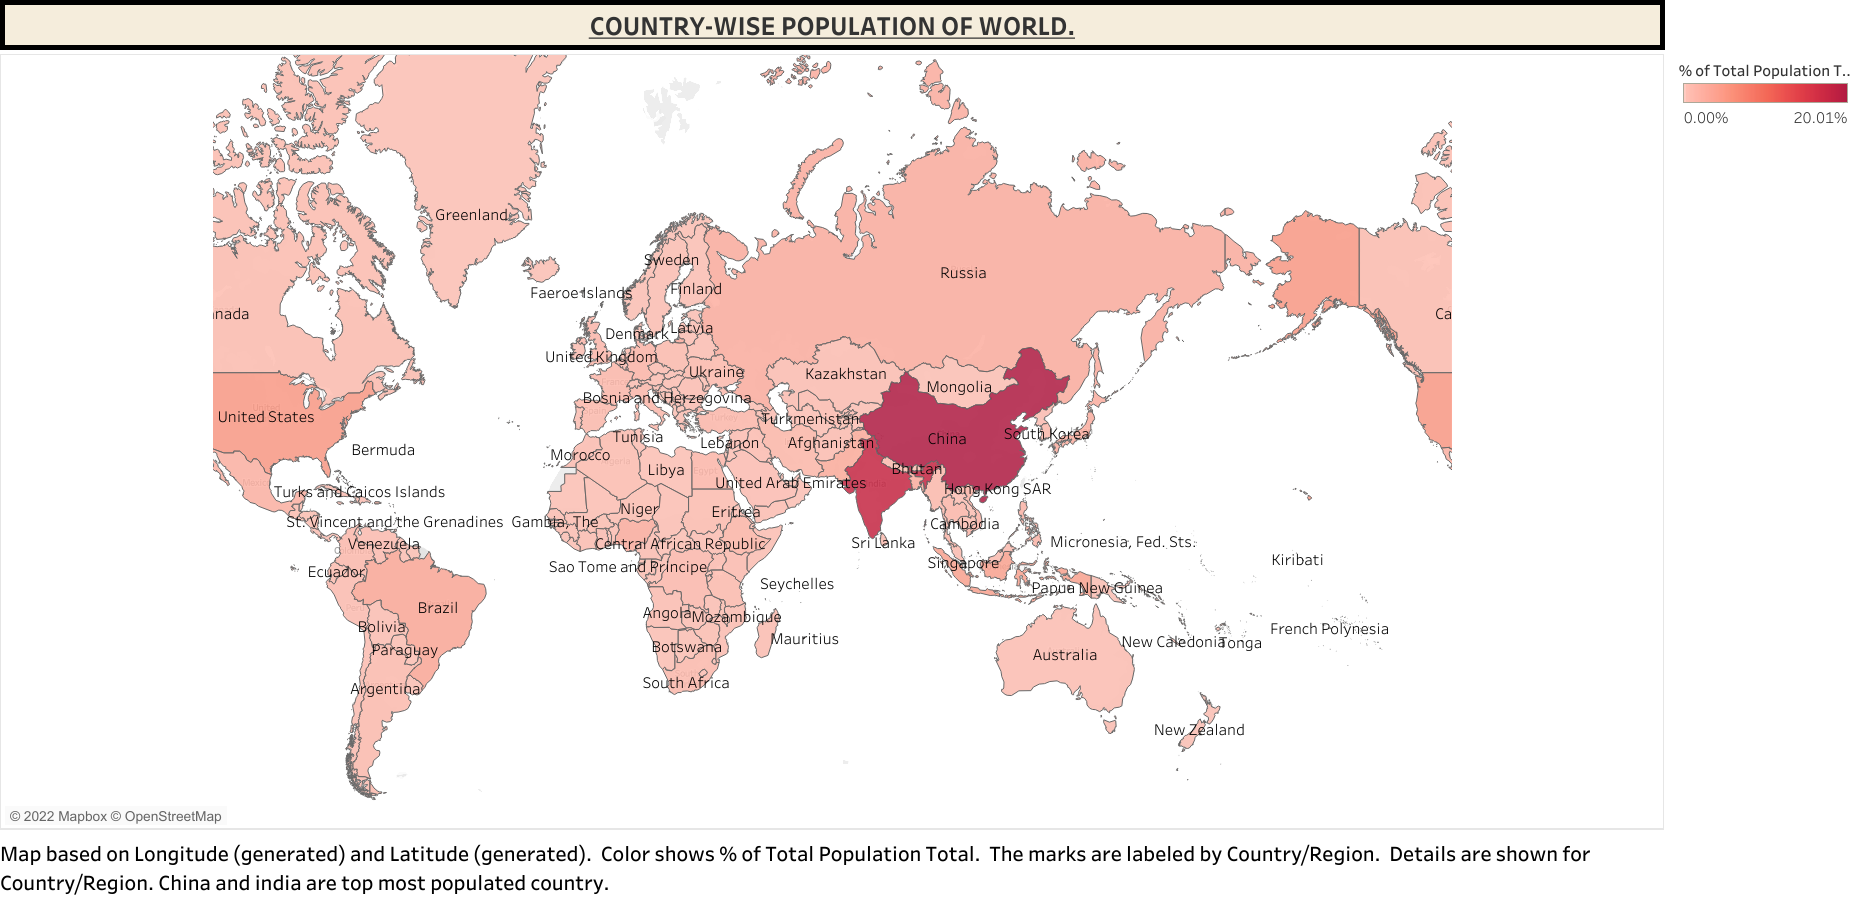 COUNTRY-WISE POPULATION OF WORLD.
% of Total Population T..
0.00% 20.01%
Greenland
Sweden
Russia
Finland
Faeroe Islands
nada
Ca
Latvia
Denmark
United Kingdom
Ukraine
Kazakhstan
Mongolia
Bosnia and Herzegovina
United States
Turkmenistan
Tunisia
China
South Korea
Lebanon
Afghanistan
Bermuda
Morocco
Libya
Bhutan
United Arab Emirates
Turks and Caicos Islands
Hong Kong SAR
Niger
Eritrea
St. Vincent and the Grenadines
Gambia, The
Cambodia
Venezuela
Central African Republic
Sri Lanka
Micronesia, Fed. Sts.
Kiribati
Ecuador
Sao Tome and Principe
Singapore
Seychelles
Papua New Guinea
Brazil
Angola
Mozambique
Bolivia
French Polynesia
Mauritius
New Caledonia
Tonga
Paraguay
Botswana
Australia
South Africa
Argentina
New Zealand
© 2022 Mapbox © OpenStreetMap
Map based on Longitude (generated) and Latitude (generated).  Color shows % of Total Population Total.  The marks are labeled by Country/Region.  Details are shown for
Country/Region. China and india are top most populated country.